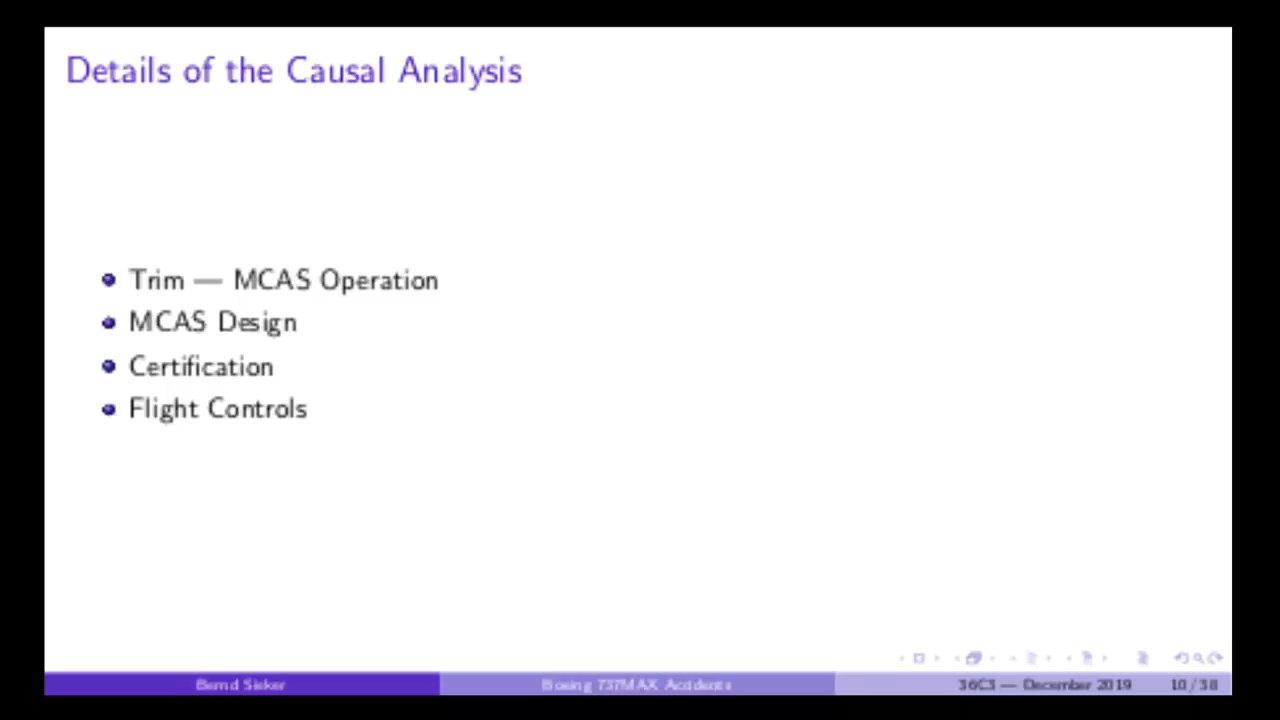 Details of the Causal Analysis
Trim — MCAS Operation
MCAS Design
Certification
Flight Controls
Bernd Sieker
Boeing 737MAX Accidents
36C3 — December 2019
10 / 38